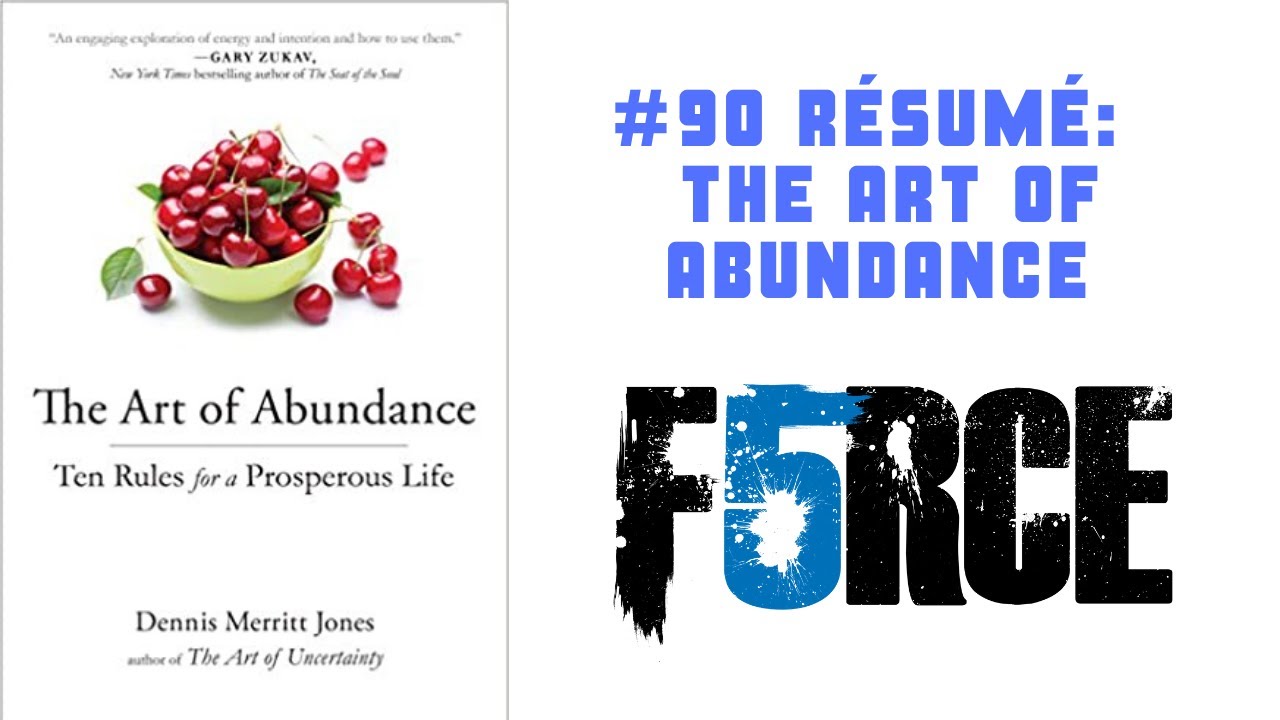 “An engaging exploration of energy and intention and how to use them.”
—GARY ZUKAV,
New York Times bestselling author of The Seat of the Soul
The Art of Abundance
Ten Rules for a Prosperous Life
Dennis Merritt Jones
author of The Art of Uncertainty
#90 RÉSUMÉ:
THE ART OF
ABUNDANCE
F5RCE